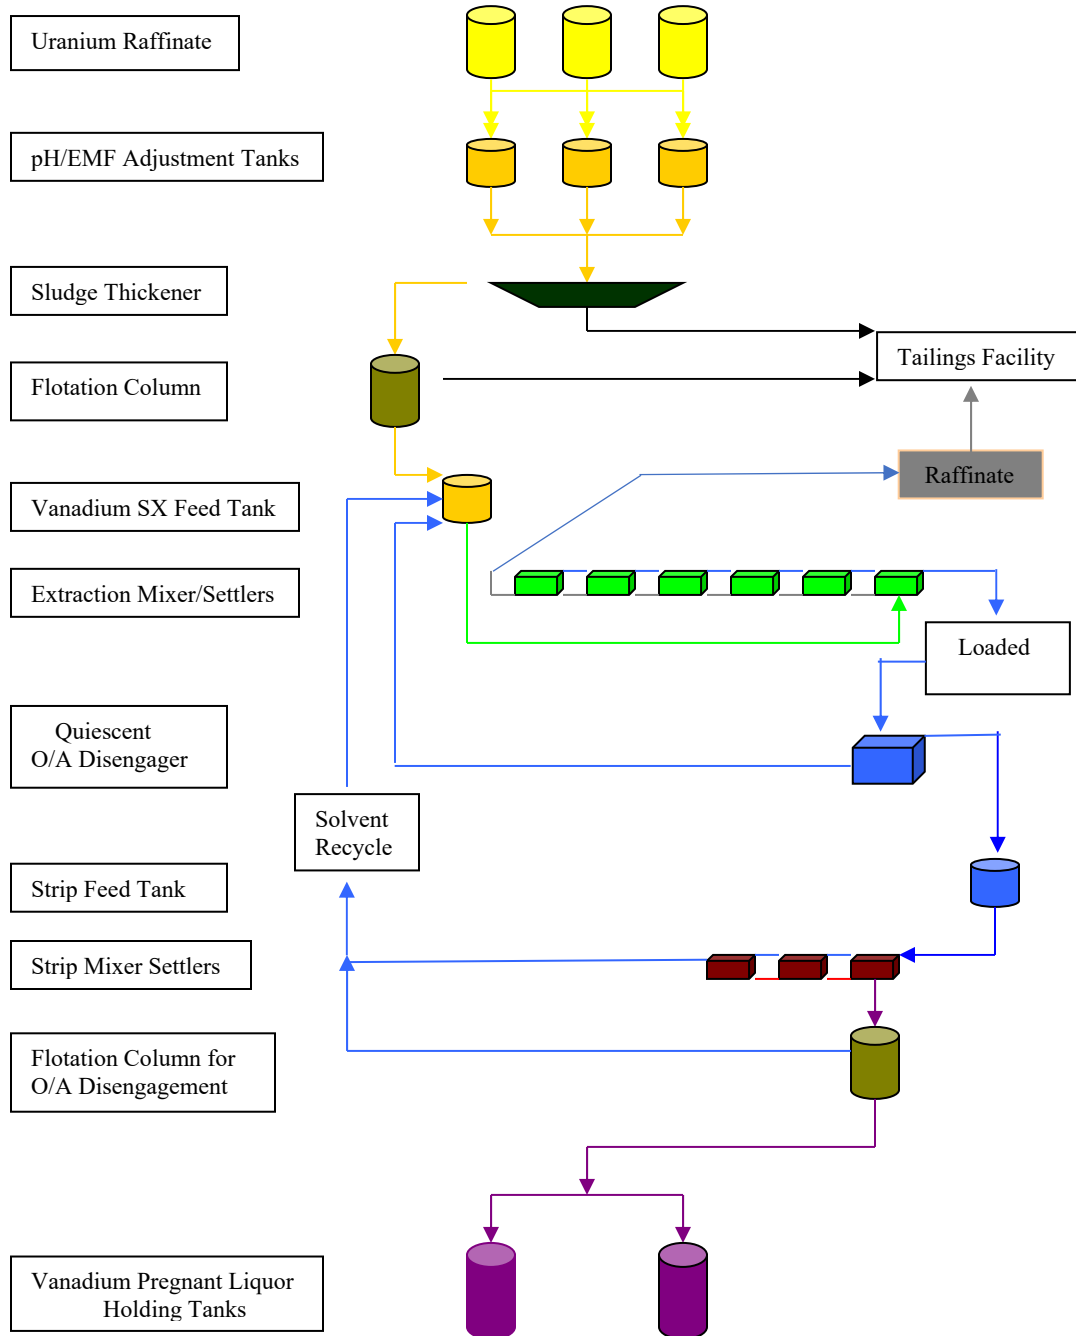 Uranium Raffinate
pH/EMF Adjustment Tanks
Sludge Thickener
Tailings Facility
Flotation Column
Raffinate
Vanadium SX Feed Tank
Extraction Mixer/Settlers
Loaded
Quiescent
O/A Disengager
Solvent
Recycle
Strip Feed Tank
Strip Mixer Settlers
Flotation Column for
O/A Disengagement
Vanadium Pregnant Liquor
Holding Tanks